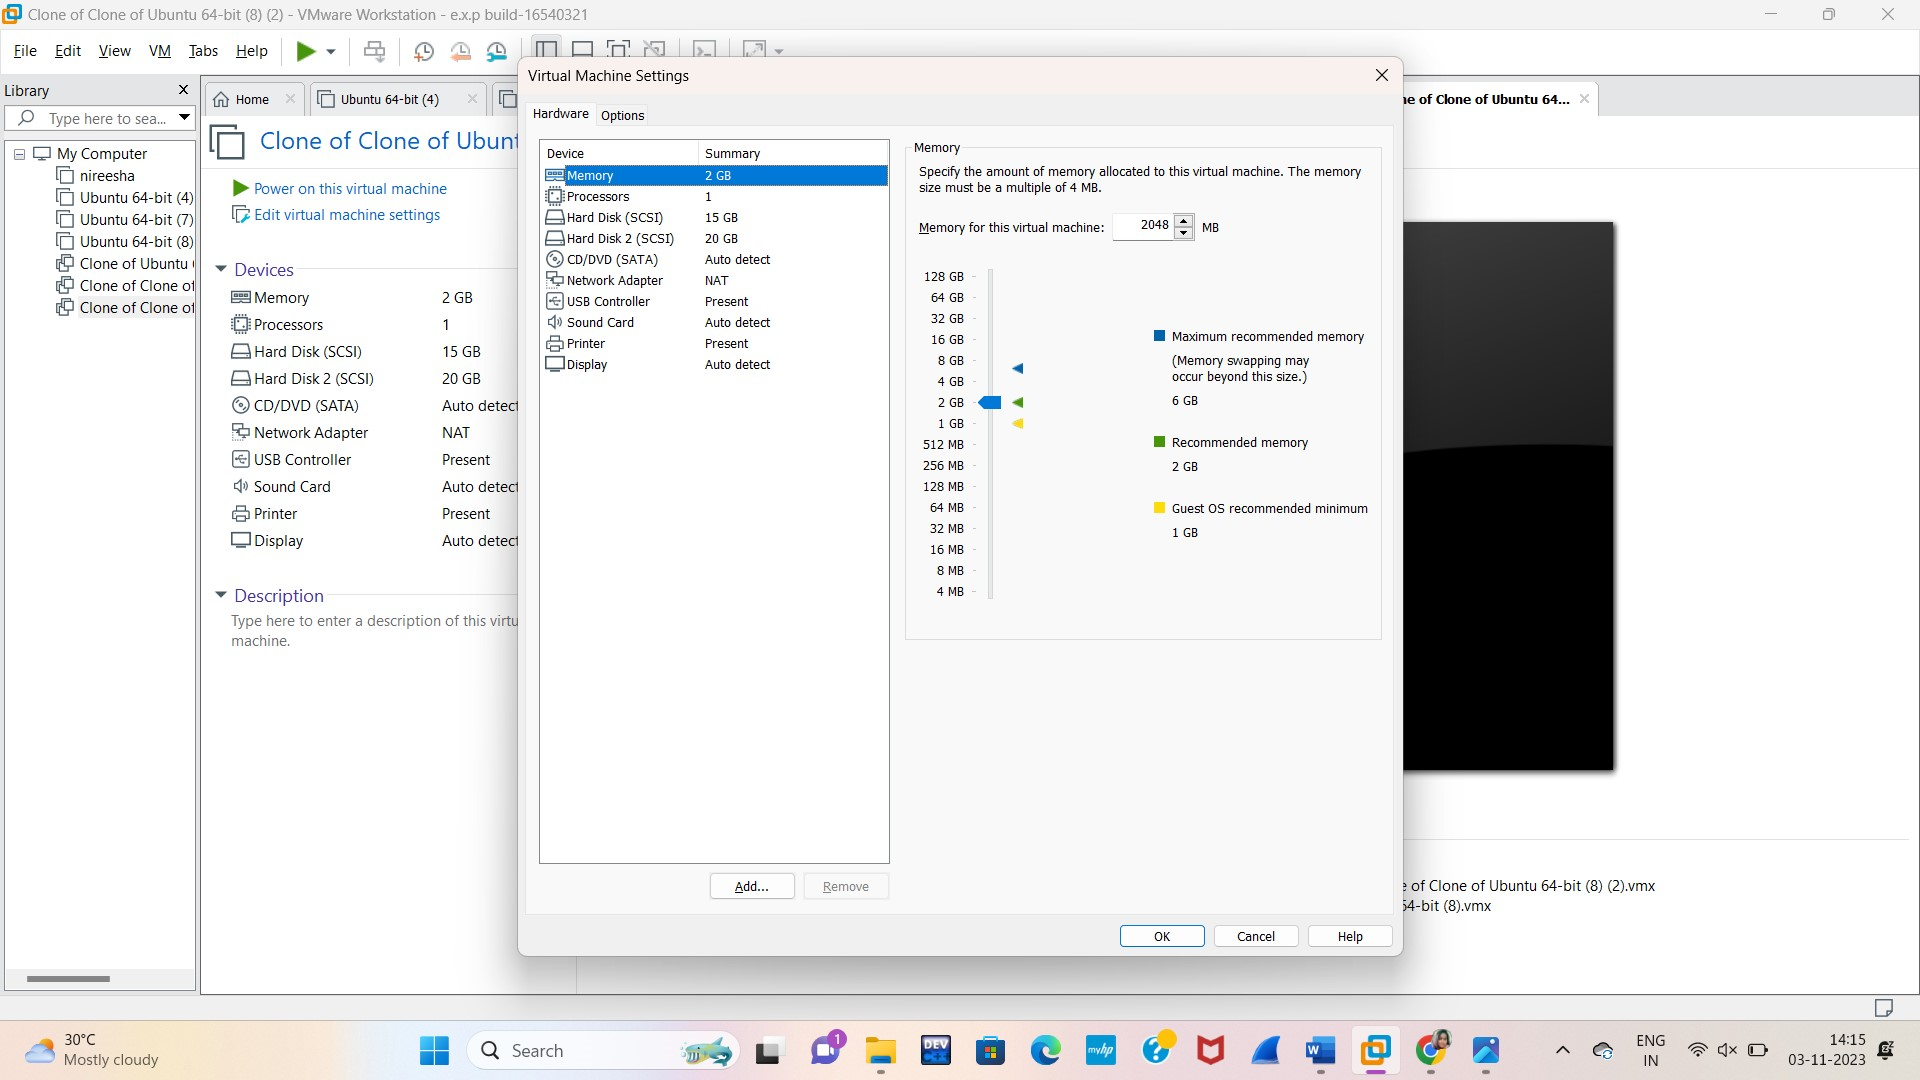 Clone of Clone of Ubuntu 64-bit (8) (2) - VMware Workstation - e.x.p build-16540321
File Edit View VM Tabs Help
Library
Type here to sea...
My Computer
nireesha
Ubuntu 64-bit (4)
Ubuntu 64-bit (7)
Ubuntu 64-bit (8)
Clone of Ubuntu
Clone of Clone of
Clone of Clone of
Home
Ubuntu 64-bit (4)
ne of Clone of Ubuntu 64...
Clone of Clone of Ubunt
Power on this virtual machine
Edit virtual machine settings
Devices
Memory 2 GB
Processors 1
Hard Disk (SCSI) 15 GB
Hard Disk 2 (SCSI) 20 GB
CD/DVD (SATA) Auto detect
Network Adapter NAT
USB Controller Present
Sound Card Auto detect
Printer Present
Display Auto detect
Description
Type here to enter a description of this virtu
machine.
Virtual Machine Settings
Hardware Options
Device Summary
Memory 2 GB
Processors 1
Hard Disk (SCSI) 15 GB
Hard Disk 2 (SCSI) 20 GB
CD/DVD (SATA) Auto detect
Network Adapter NAT
USB Controller Present
Sound Card Auto detect
Printer Present
Display Auto detect
Add... Remove
Memory
Specify the amount of memory allocated to this virtual machine. The memory
size must be a multiple of 4 MB.
Memory for this virtual machine: 2048 MB
128 GB
64 GB
32 GB
16 GB
8 GB
4 GB
2 GB
1 GB
512 MB
256 MB
128 MB
64 MB
32 MB
16 MB
8 MB
4 MB
Maximum recommended memory
(Memory swapping may
occur beyond this size.)
6 GB
Recommended memory
2 GB
Guest OS recommended minimum
1 GB
OK Cancel Help
e of Clone of Ubuntu 64-bit (8) (2).vmx
64-bit (8).vmx
30°C
Mostly cloudy
Search
1
DEV
C++
myhp
W
ENG
IN
14:15
03-11-2023